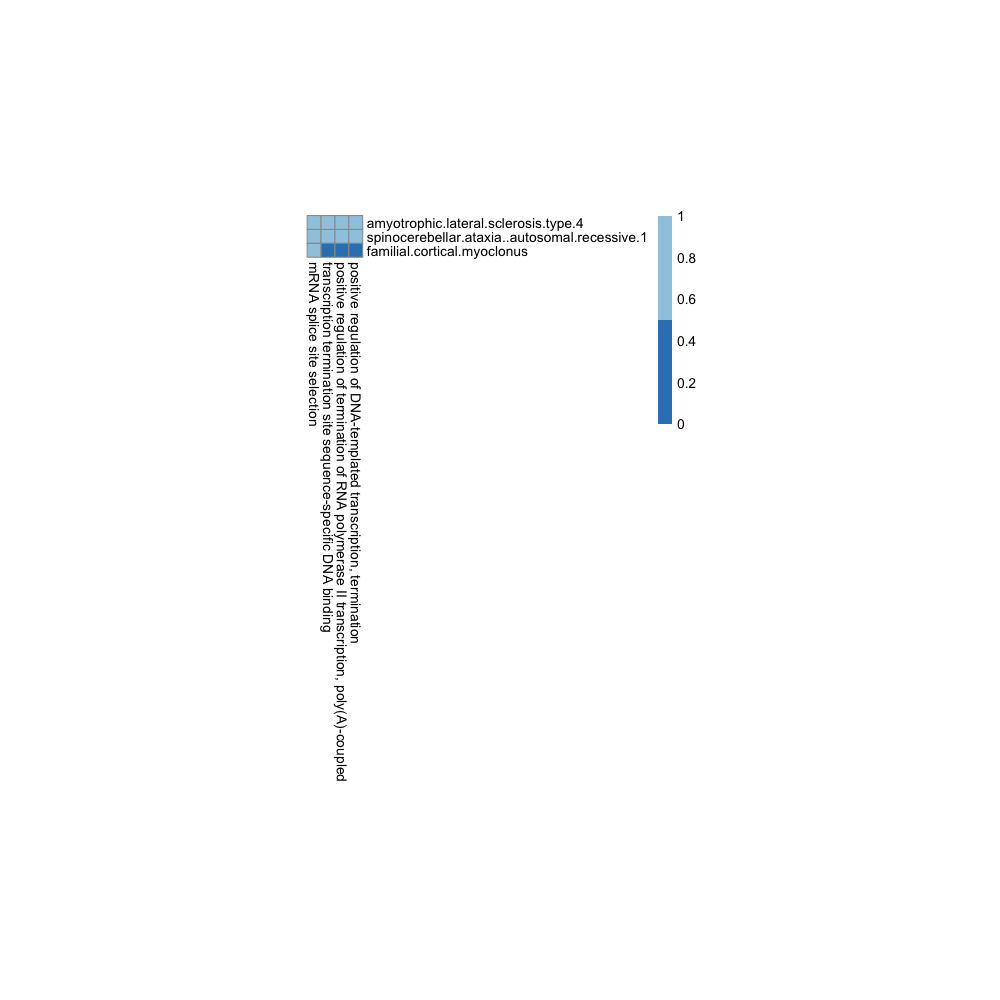 amyotrophic.lateral.sclerosis.type.4
spinocerebellar.ataxia..autosomal.recessive.1
familial.cortical.myoclonus
mRNA splice site selection
transcription termination site sequence-specific DNA binding
positive regulation of termination of RNA polymerase II transcription, poly(A)-coupled
positive regulation of DNA-templated transcription, termination
1
0.8
0.6
0.4
0.2
0